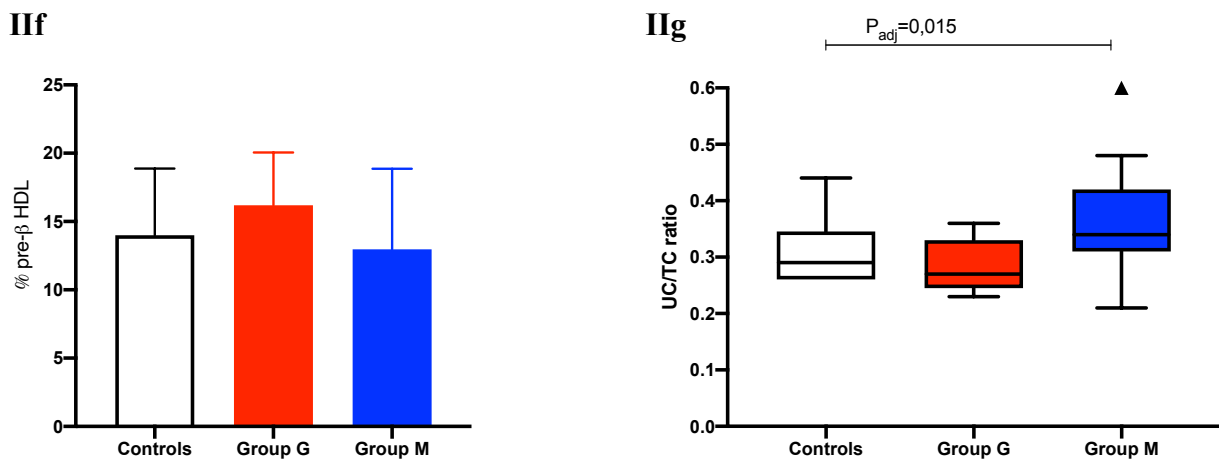 IIf
% pre-β HDL
25
20
15
10
5
0
Controls
Group G
Group M
IIg
Padj=0,015
UC/TC ratio
0.6
0.5
0.4
0.3
0.2
0.1
0.0
Controls
Group G
Group M